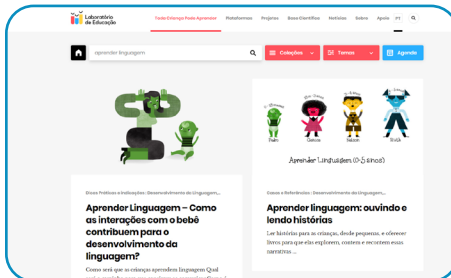 Laboratório
de Educação
Toda Criança Pode Aprender Plataformas Projetos Base Científica Notícias Sobre Apoie PT
aprender linguagem
Coleções
Temas
Agenda
Aprender Linguagem (0-5 anos)
Dicas Práticas e Indicações | Desenvolvimento da Linguagem...
Aprender Linguagem – Como
as interações com o bebê
contribuem para o
desenvolvimento da
linguagem?
Como será que as crianças aprendem linguagem Qual
Casos e Referências | Desenvolvimento da Linguagem...
Aprender linguagem: ouvindo e
lendo histórias
Ler histórias para as crianças, desde pequenas, e oferecer
livros para que elas explorem, contem e recontem essas
narrativas ...